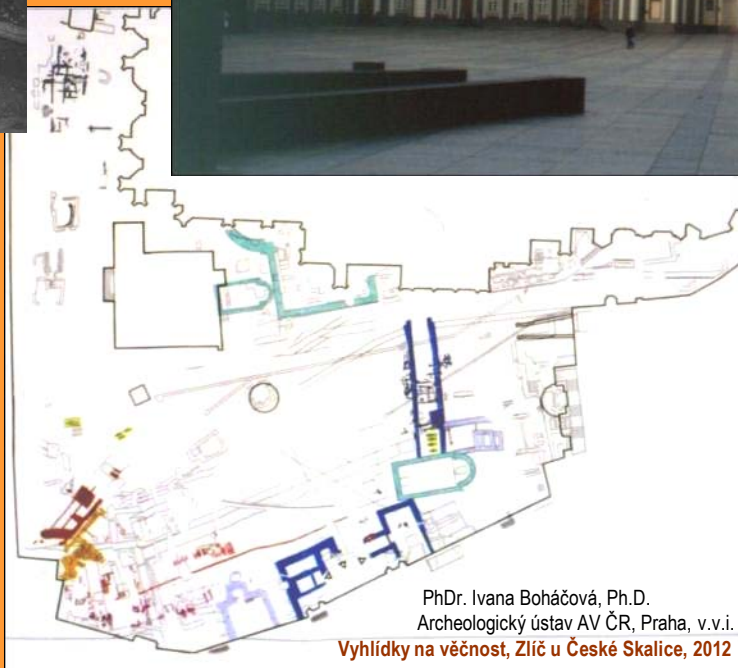 PhDr. Ivana Boháčová, Ph.D.
Archeologický ústav AV ČR, Praha, v.v.i.
Vyhlídky na věčnost, Zlíč u České Skalice, 2012